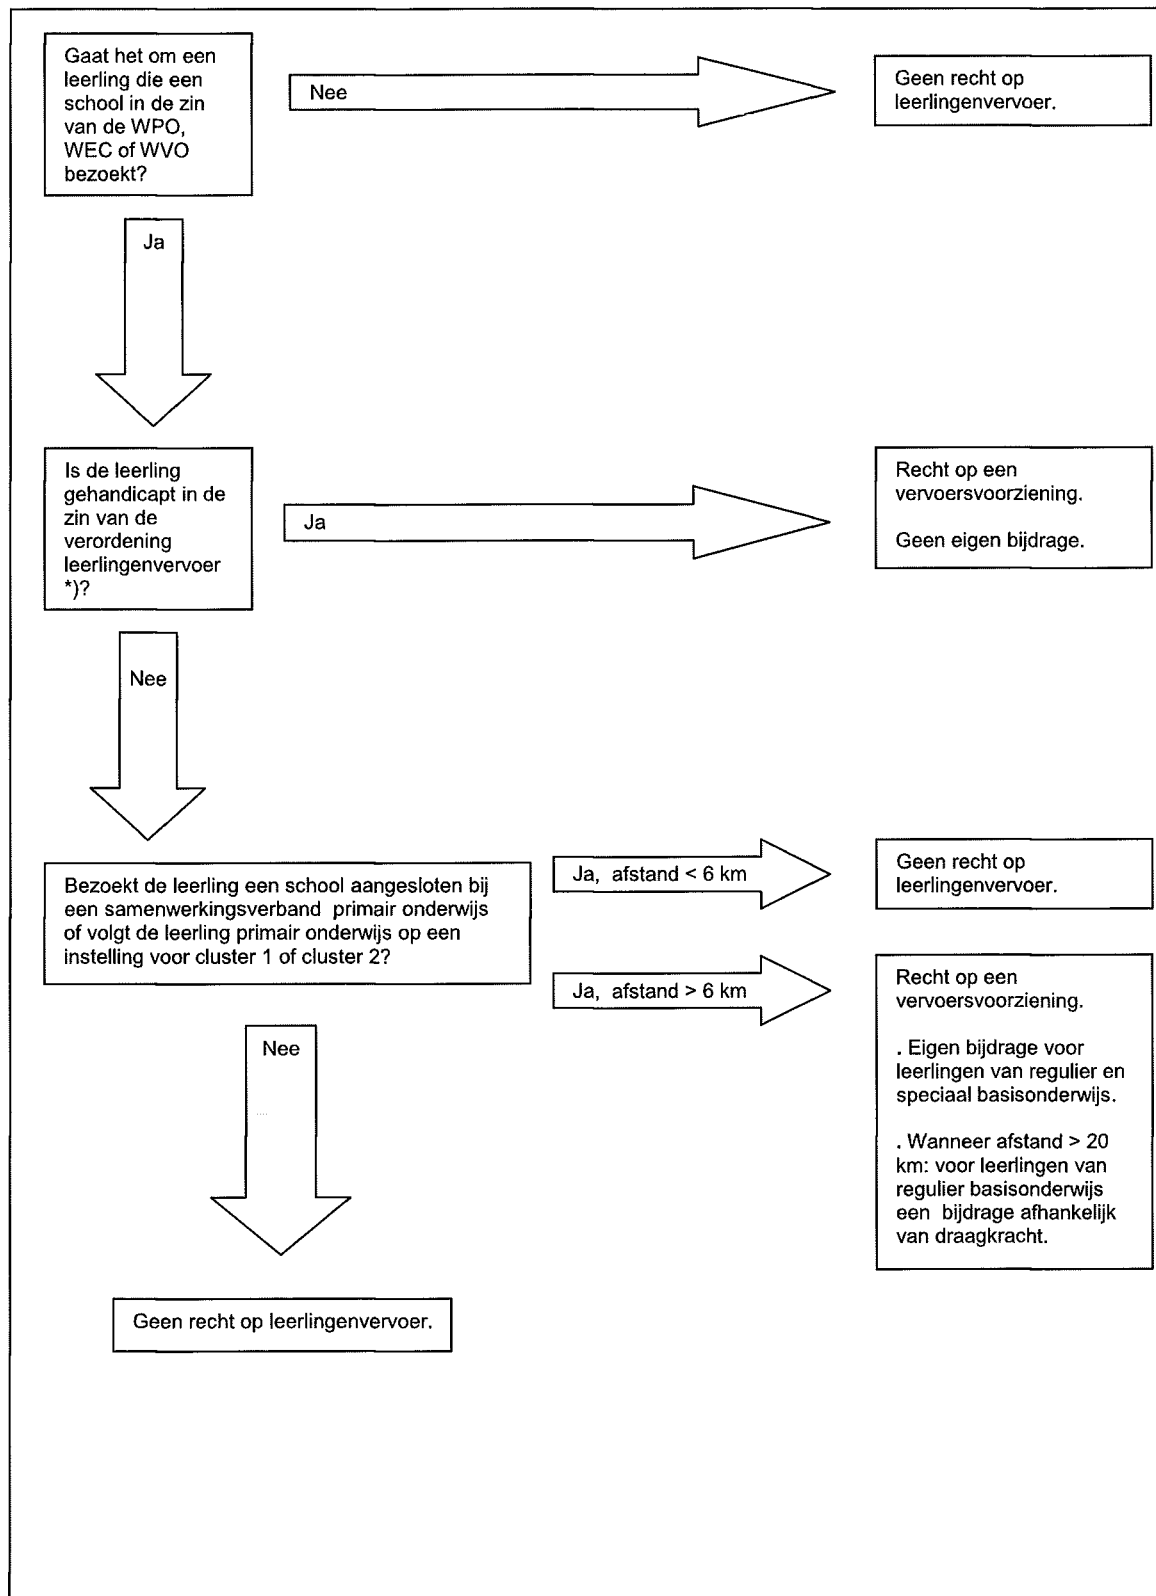 Gaat het om een
leerling die een
school in de zin
van de WPO,
WEC of WVO
bezoekt?
Nee
Geen recht op
leerlingenvervoer.
Ja
Is de leerling
gehandicapt in de
zin van de
verordening
leerlingenvervoer
*)?
Ja
Recht op een
vervoersvoorziening.
Geen eigen bijdrage.
Nee
Bezoekt de leerling een school aangesloten bij
een samenwerkingsverband primair onderwijs
of volgt de leerling primair onderwijs op een
instelling voor cluster 1 of cluster 2?
Ja, afstand < 6 km
Geen recht op
leerlingenvervoer.
Ja, afstand > 6 km
Recht op een
vervoersvoorziening.
. Eigen bijdrage voor
leerlingen van regulier en
speciaal basisonderwijs.
. Wanneer afstand > 20
km: voor leerlingen van
regulier basisonderwijs
een bijdrage afhankelijk
van draagkracht.
Nee
Geen recht op leerlingenvervoer.